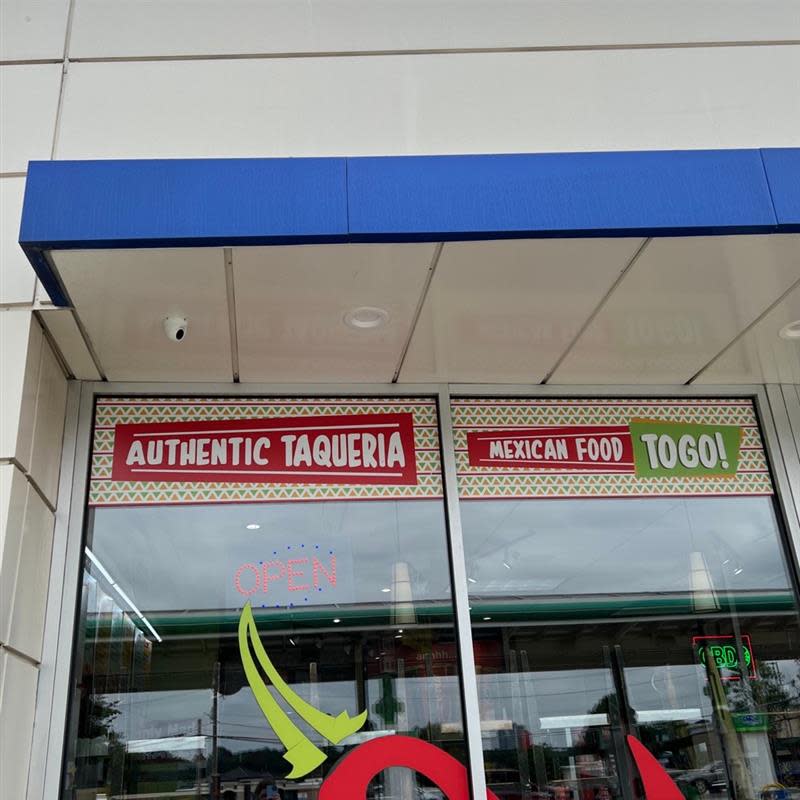 AUTHENTIC TAQUERIA
MEXICAN FOOD TOGO!
OPEN
CBD